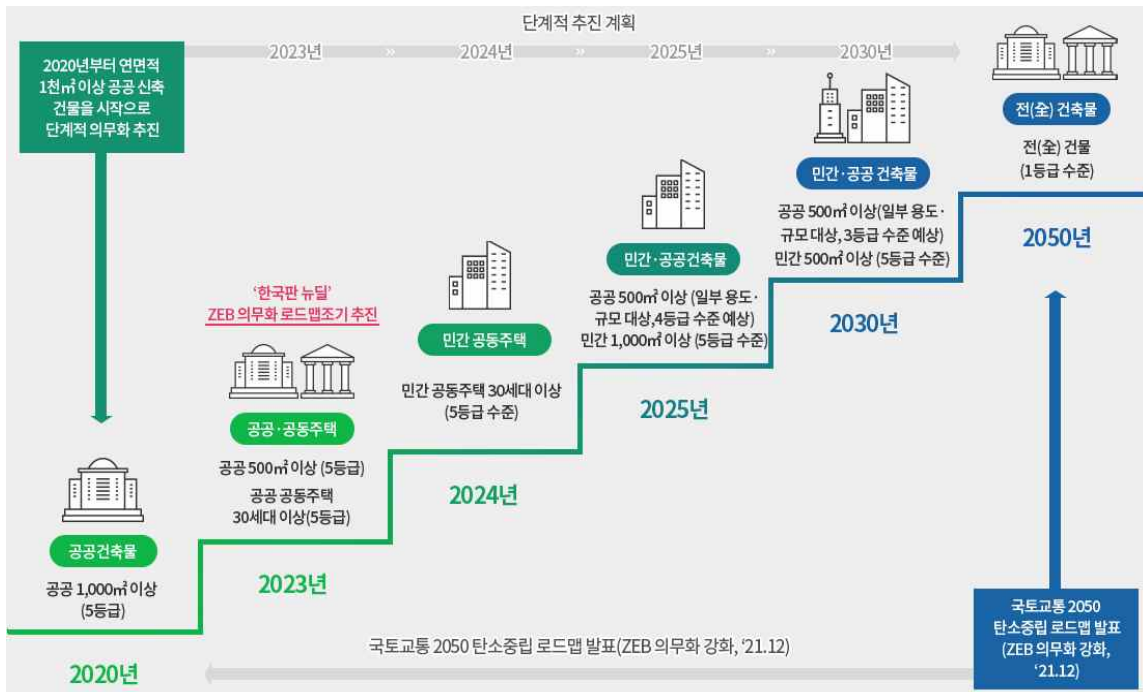 단계적 추진 계획
2023년 » 2024년 » 2025년 » 2030년
2020년부터 연면적
1천㎡ 이상 공공 신축
건물을 시작으로
단계적 의무화 추진
공공건축물
공공 1,000㎡ 이상
(5등급)
2020년
'한국판 뉴딜'
ZEB 의무화 로드맵조기 추진
공공·공동주택
공공 500㎡ 이상 (5등급)
공공 공동주택
30세대 이상(5등급)
2023년
민간 공동주택
민간 공동주택 30세대 이상
(5등급 수준)
2024년
민간·공공건축물
공공 500㎡ 이상 (일부 용도·
규모 대상,4등급 수준 예상)
민간 1,000㎡ 이상 (5등급 수준)
2025년
민간·공공 건축물
공공 500㎡ 이상(일부 용도·
규모 대상, 3등급 수준 예상)
민간 500㎡ 이상 (5등급 수준)
2030년
전(全) 건축물
전(全) 건물
(1등급 수준)
2050년
국토교통 2050
탄소중립 로드맵 발표
(ZEB 의무화 강화,
'21.12)
국토교통 2050 탄소중립 로드맵 발표(ZEB 의무화 강화, '21.12)